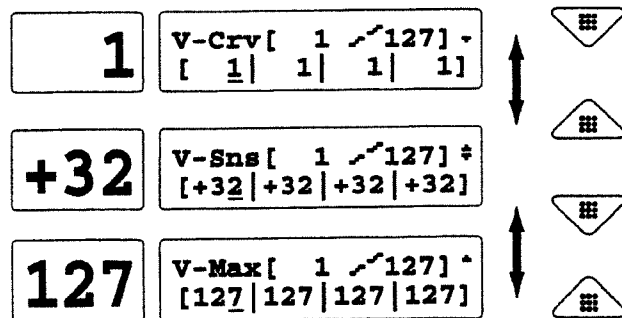 1
V-Crv[ 1 127]
[ 1| 1| 1| 1]
+32
V-Sns[ 1 127]
[+32|+32|+32|+32]
127
V-Max[ 1 127]
[127|127|127|127]